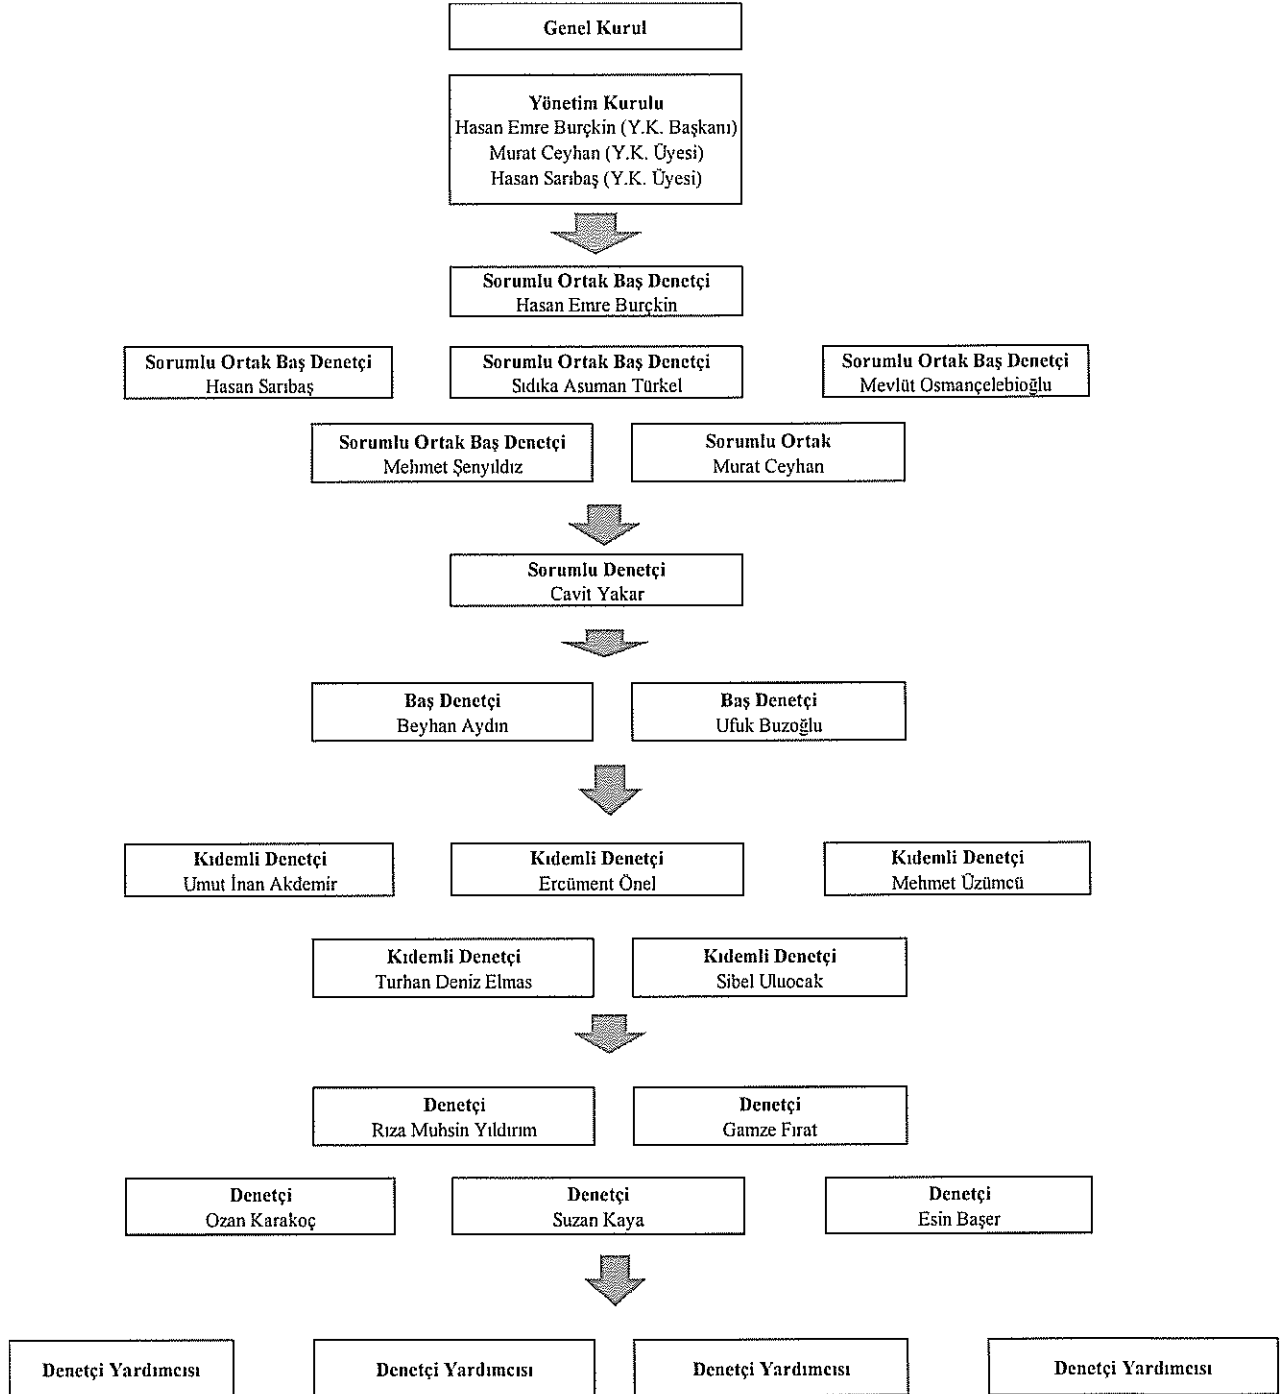 Genel Kurul
Yönetim Kurulu
Hasan Emre Burçkin (Y.K. Başkanı)
Murat Ceyhan (Y.K. Üyesi)
Hasan Sarıbaş (Y.K. Üyesi)
Sorumlu Ortak Baş Denetçi
Hasan Emre Burçkin
Sorumlu Ortak Baş Denetçi
Hasan Sarıbaş
Sorumlu Ortak Baş Denetçi
Sıdıka Asuman Türkel
Sorumlu Ortak Baş Denetçi
Mevlüt Osmançelebioğlu
Sorumlu Ortak Baş Denetçi
Mehmet Şenyıldız
Sorumlu Ortak
Murat Ceyhan
Sorumlu Denetçi
Cavit Yakar
Baş Denetçi
Beyhan Aydın
Baş Denetçi
Ufuk Buzoğlu
Kıdemli Denetçi
Umut İnan Akdemir
Kıdemli Denetçi
Ercüment Önel
Kıdemli Denetçi
Mehmet Üzümcü
Kıdemli Denetçi
Turhan Deniz Elmas
Kıdemli Denetçi
Sibel Uluocak
Denetçi
Rıza Muhsin Yıldırım
Denetçi
Gamze Fırat
Denetçi
Ozan Karakoç
Denetçi
Suzan Kaya
Denetçi
Esin Başer
Denetçi Yardımcısı
Denetçi Yardımcısı
Denetçi Yardımcısı
Denetçi Yardımcısı